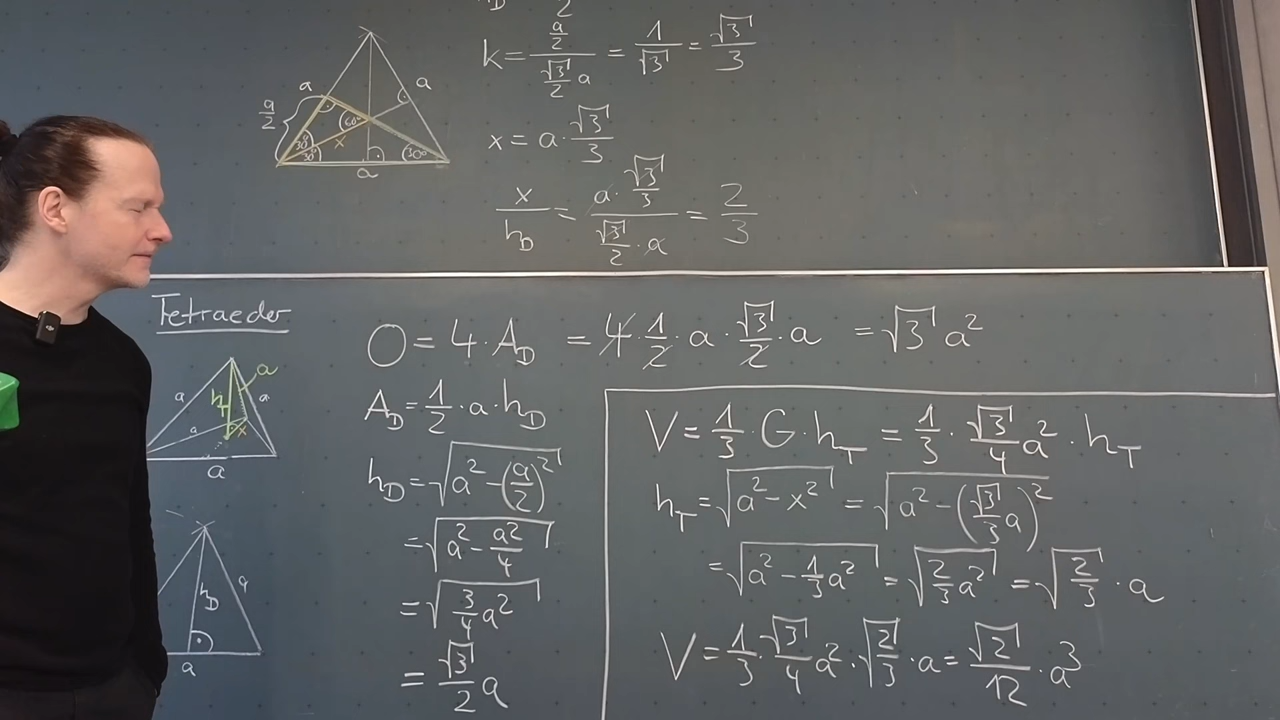 h_D = 2
k = (a/2)/(√3/2 a) = 1/√3 = √3/3
a a
a/2
60°
x = a · √3/3
30° x
30° 30°
a
x/h_D = (a · √3/3)/(√3/2 · a) = 2/3
Tetraeder
O = 4 · A_D = 4 · 1/2 · a · √3/2 · a = √3 a²
a
a h_T a
a x
a
A_D = 1/2 · a · h_D
h_D = √(a² - (a/2)²)
= √(a² - a²/4)
= √(3/4 a²)
= √3/2 a
h_D a
a
V = 1/3 · G · h_T = 1/3 · √3/4 a² · h_T
h_T = √(a² - x²) = √(a² - (√3/3 a)²)
= √(a² - 1/3 a²) = √(2/3 a²) = √(2/3) · a
V = 1/3 · √3/4 a² · √(2/3) · a = √2/12 · a³